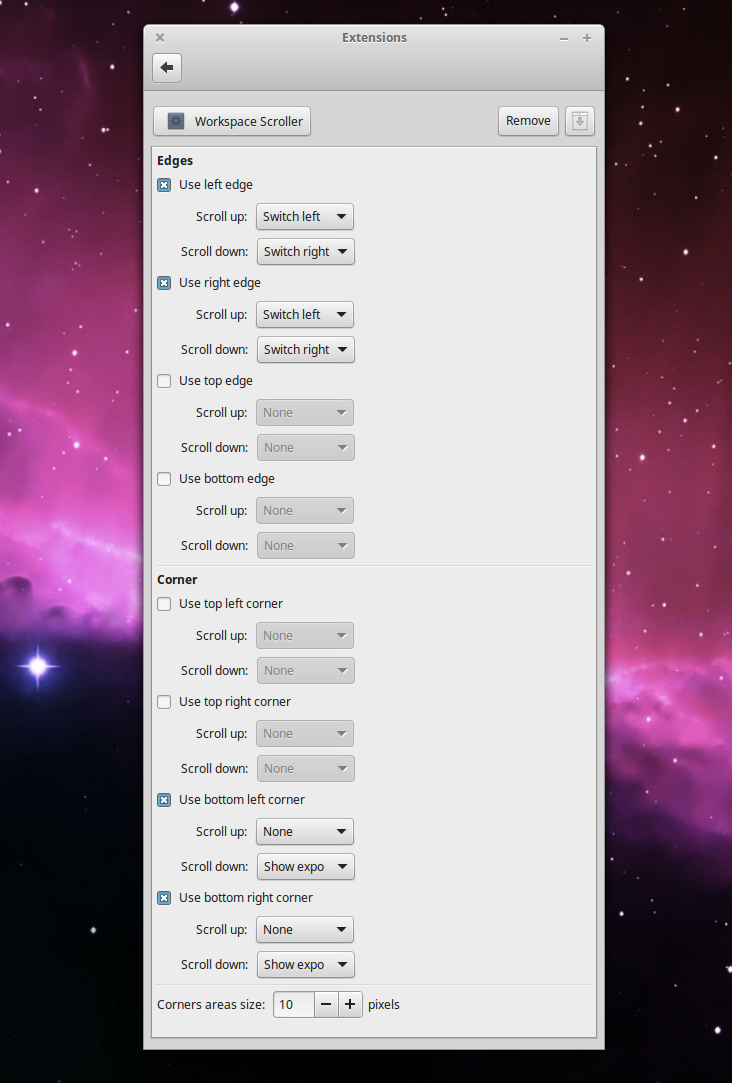 Extensions
Workspace Scroller
Remove
Edges
Use left edge
Scroll up: Switch left
Scroll down: Switch right
Use right edge
Scroll up: Switch left
Scroll down: Switch right
Use top edge
Scroll up: None
Scroll down: None
Use bottom edge
Scroll up: None
Scroll down: None
Corner
Use top left corner
Scroll up: None
Scroll down: None
Use top right corner
Scroll up: None
Scroll down: None
Use bottom left corner
Scroll up: None
Scroll down: Show expo
Use bottom right corner
Scroll up: None
Scroll down: Show expo
Corners areas size: 10 pixels